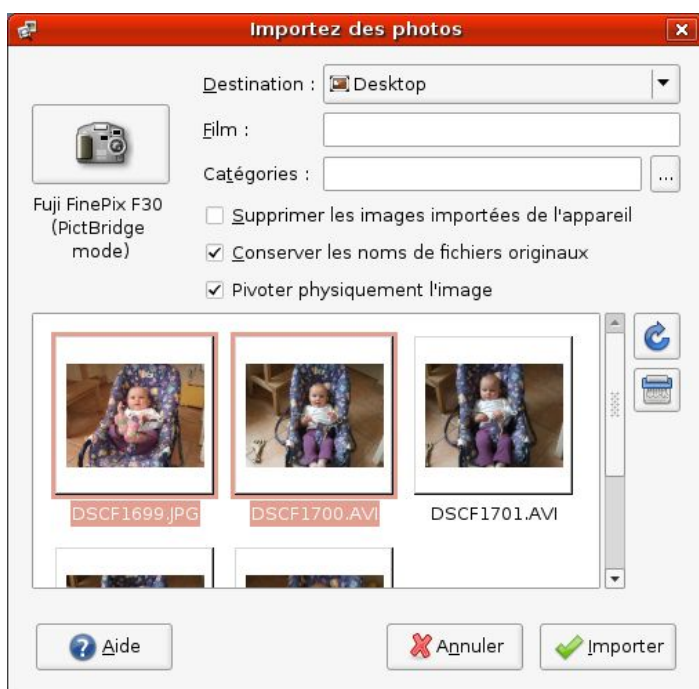 Importez des photos
Destination :
Desktop
Film :
Catégories :
...
Fuji FinePix F30
(PictBridge
mode)
Supprimer les images importées de l'appareil
Conserver les noms de fichiers originaux
Pivoter physiquement l'image
DSCF1699.JPG
DSCF1700.AVI
DSCF1701.AVI
Aide
Annuler
Importer